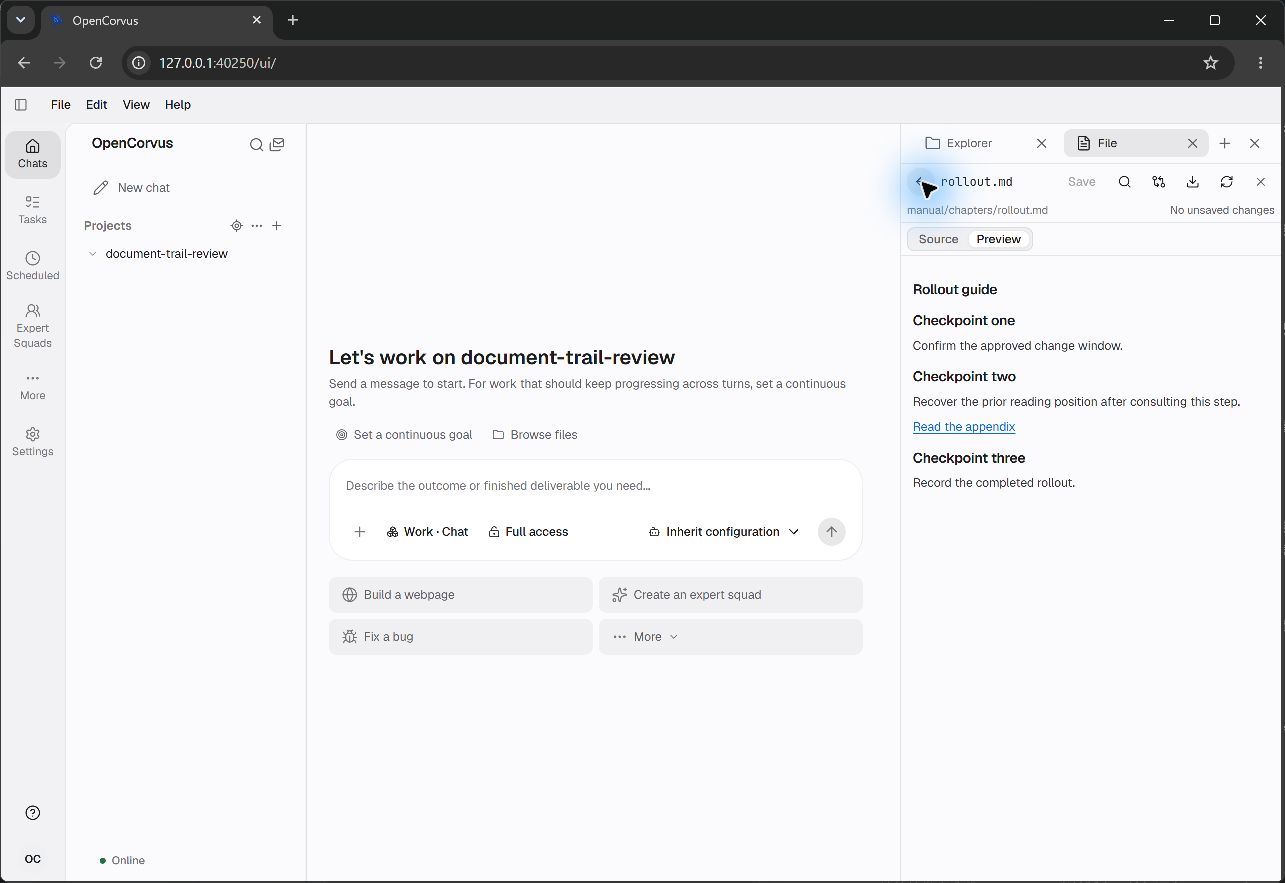 OpenCorvus
127.0.0.1:40250/ui/
File Edit View Help
Chats
Tasks
Scheduled
Expert
Squads
More
Settings
OC
OpenCorvus
New chat
Projects
document-trail-review
Online
Let's work on document-trail-review
Send a message to start. For work that should keep progressing across turns, set a continuous
goal.
Set a continuous goal Browse files
Describe the outcome or finished deliverable you need...
Work · Chat Full access Inherit configuration
Build a webpage Create an expert squad
Fix a bug More
Explorer File
rollout.md Save
manual/chapters/rollout.md No unsaved changes
Source Preview
Rollout guide
Checkpoint one
Confirm the approved change window.
Checkpoint two
Recover the prior reading position after consulting this step.
Read the appendix
Checkpoint three
Record the completed rollout.